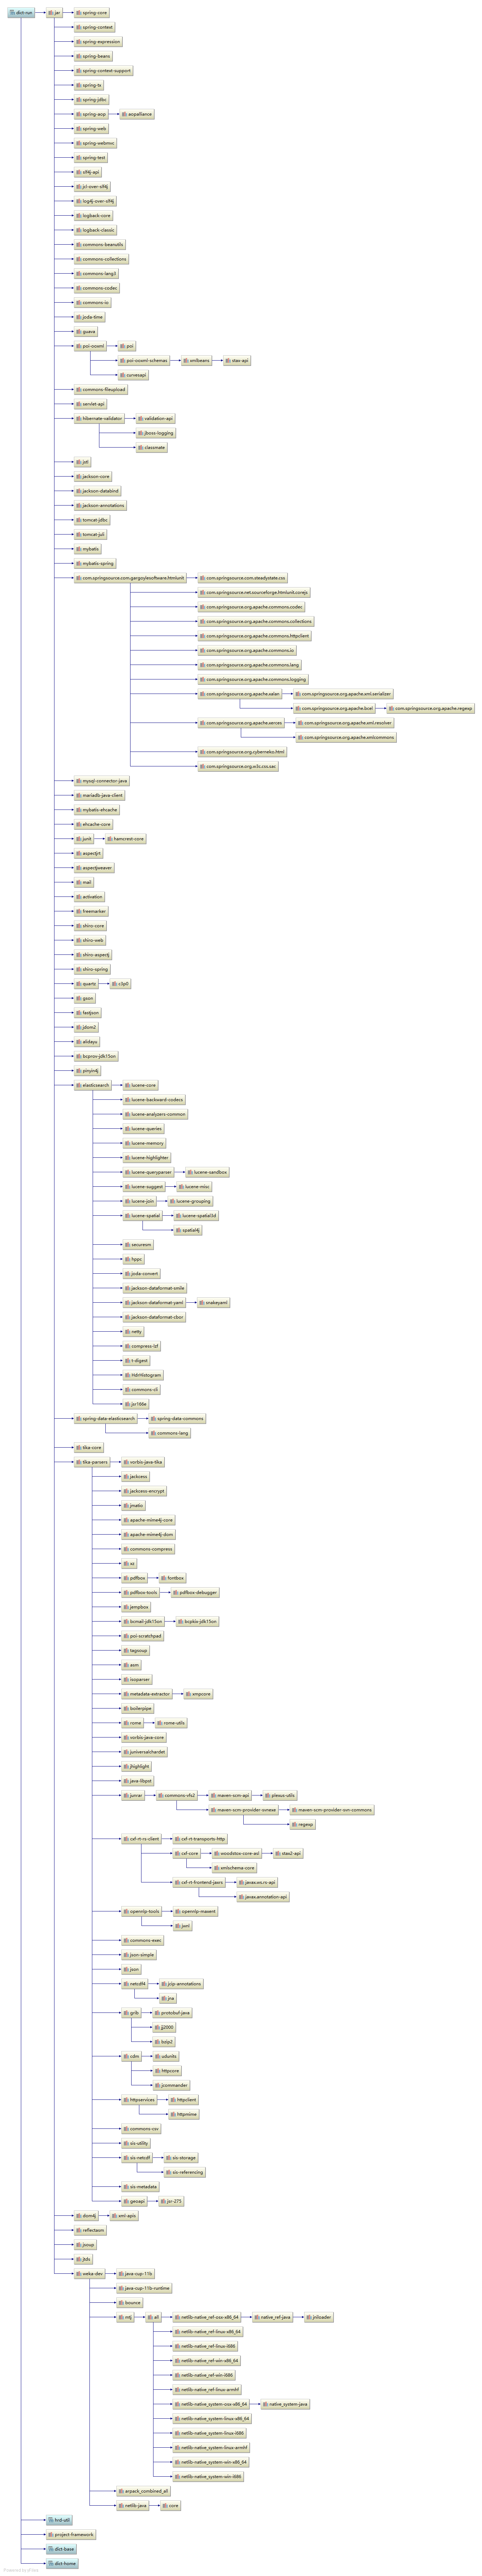 dict-run
jar
spring-core
spring-context
spring-expression
spring-beans
spring-context-support
spring-tx
spring-jdbc
spring-aop
aopalliance
spring-web
spring-webmvc
spring-test
slf4j-api
jcl-over-slf4j
log4j-over-slf4j
logback-core
logback-classic
commons-beanutils
commons-collections
commons-lang3
commons-codec
commons-io
joda-time
guava
poi-ooxml
poi
poi-ooxml-schemas
xmlbeans
stax-api
curvesapi
commons-fileupload
servlet-api
hibernate-validator
validation-api
jboss-logging
classmate
jstl
jackson-core
jackson-databind
jackson-annotations
tomcat-jdbc
tomcat-juli
mybatis
mybatis-spring
com.springsource.com.gargoylesoftware.htmlunit
com.springsource.com.steadystate.css
com.springsource.net.sourceforge.htmlunit.corejs
com.springsource.org.apache.commons.codec
com.springsource.org.apache.commons.collections
com.springsource.org.apache.commons.httpclient
com.springsource.org.apache.commons.io
com.springsource.org.apache.commons.lang
com.springsource.org.apache.commons.logging
com.springsource.org.apache.xalan
com.springsource.org.apache.xml.serializer
com.springsource.org.apache.bcel
com.springsource.org.apache.regexp
com.springsource.org.apache.xerces
com.springsource.org.apache.xml.resolver
com.springsource.org.apache.xmlcommons
com.springsource.org.cyberneko.html
com.springsource.org.w3c.css.sac
mysql-connector-java
mariadb-java-client
mybatis-ehcache
ehcache-core
junit
hamcrest-core
aspectjrt
aspectjweaver
mail
activation
freemarker
shiro-core
shiro-web
shiro-aspectj
shiro-spring
quartz
c3p0
gson
fastjson
jdom2
alidayu
bcprov-jdk15on
pinyin4j
elasticsearch
lucene-core
lucene-backward-codecs
lucene-analyzers-common
lucene-queries
lucene-memory
lucene-highlighter
lucene-queryparser
lucene-sandbox
lucene-suggest
lucene-misc
lucene-join
lucene-grouping
lucene-spatial
lucene-spatial3d
spatial4j
securesm
hppc
joda-convert
jackson-dataformat-smile
jackson-dataformat-yaml
snakeyaml
jackson-dataformat-cbor
netty
compress-lzf
t-digest
HdrHistogram
commons-cli
jsr166e
spring-data-elasticsearch
spring-data-commons
commons-lang
tika-core
tika-parsers
vorbis-java-tika
jackcess
jackcess-encrypt
jmatio
apache-mime4j-core
apache-mime4j-dom
commons-compress
xz
pdfbox
fontbox
pdfbox-tools
pdfbox-debugger
jempbox
bcmail-jdk15on
bcpkix-jdk15on
poi-scratchpad
tagsoup
asm
isoparser
metadata-extractor
xmpcore
boilerpipe
rome
rome-utils
vorbis-java-core
juniversalchardet
jhighlight
java-libpst
junrar
commons-vfs2
maven-scm-api
plexus-utils
maven-scm-provider-svnexe
maven-scm-provider-svn-commons
regexp
cxf-rt-rs-client
cxf-rt-transports-http
cxf-core
woodstox-core-asl
stax2-api
xmlschema-core
cxf-rt-frontend-jaxrs
javax.ws.rs-api
javax.annotation-api
opennlp-tools
opennlp-maxent
jwnl
commons-exec
json-simple
json
netcdf4
jcip-annotations
jna
grib
protobuf-java
jj2000
bzip2
cdm
udunits
httpcore
jcommander
httpservices
httpclient
httpmime
commons-csv
sis-utility
sis-netcdf
sis-storage
sis-referencing
sis-metadata
geoapi
jsr-275
dom4j
xml-apis
reflectasm
jsoup
jtds
weka-dev
java-cup-11b
java-cup-11b-runtime
bounce
mtj
all
netlib-native_ref-osx-x86_64
native_ref-java
jniloader
netlib-native_ref-linux-x86_64
netlib-native_ref-linux-i686
netlib-native_ref-win-x86_64
netlib-native_ref-win-i686
netlib-native_ref-linux-armhf
netlib-native_system-osx-x86_64
native_system-java
netlib-native_system-linux-x86_64
netlib-native_system-linux-i686
netlib-native_system-linux-armhf
netlib-native_system-win-x86_64
netlib-native_system-win-i686
arpack_combined_all
netlib-java
core
hcd-util
project-framework
dict-base
dict-home
Powered by yFiles